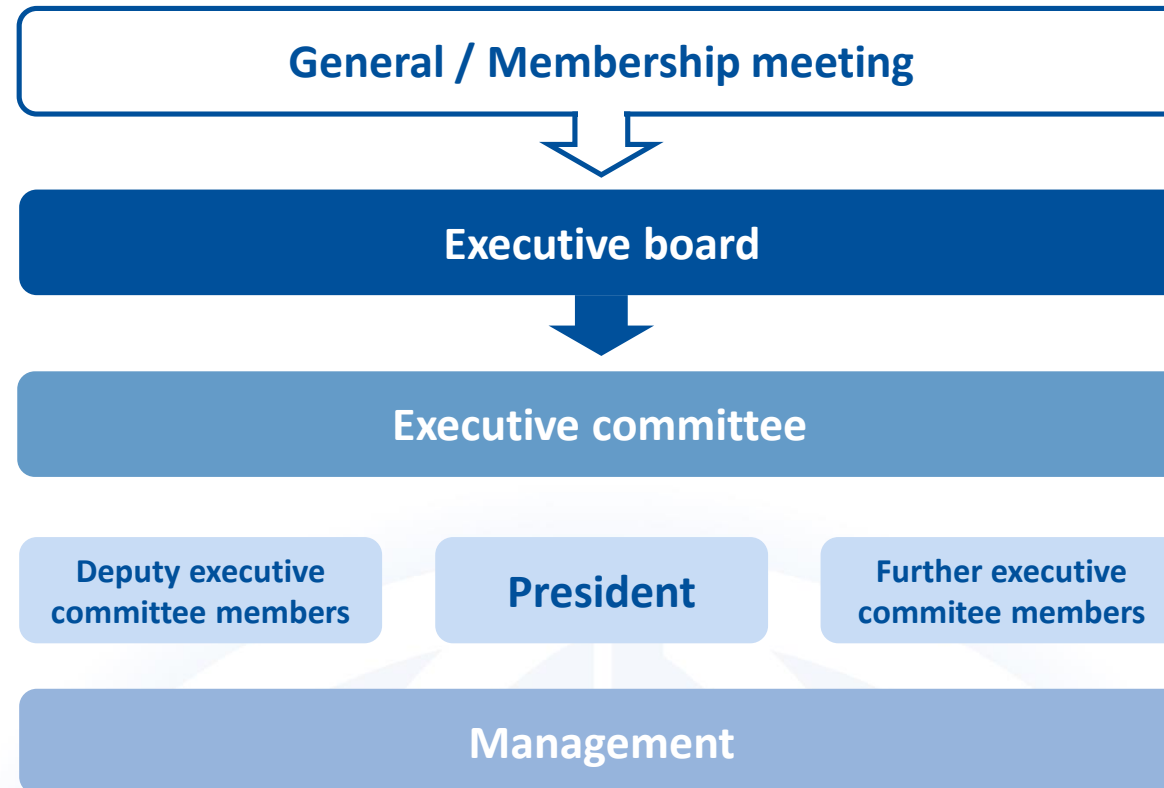 General / Membership meeting
Executive board
Executive committee
Deputy executive
committee members
President
Further executive
commitee members
Management